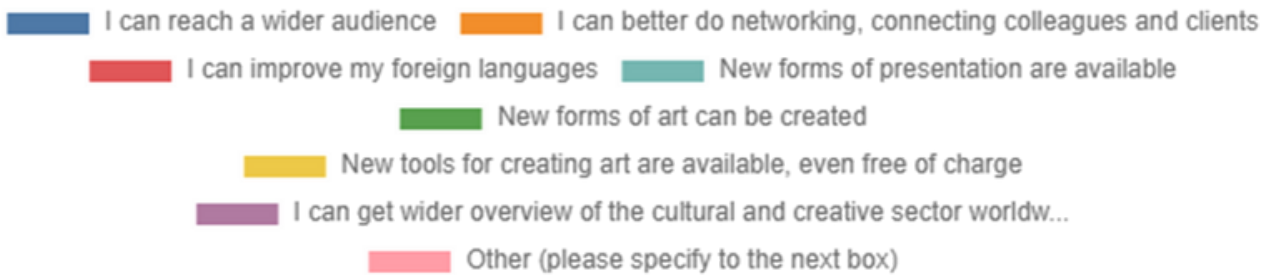 I can reach a wider audience I can better do networking, connecting colleagues and clients
I can improve my foreign languages New forms of presentation are available
New forms of art can be created
New tools for creating art are available, even free of charge
I can get wider overview of the cultural and creative sector worldw...
Other (please specify to the next box)